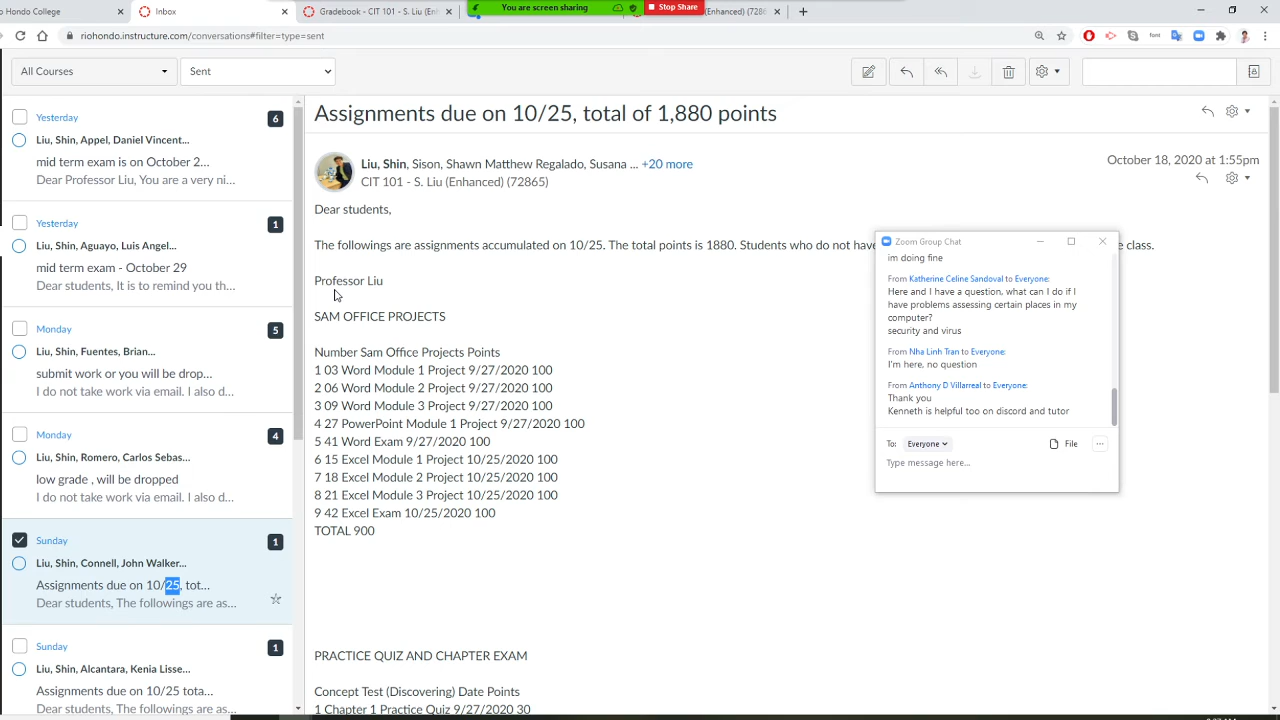 o Hondo College
Inbox
Gradebook - CIT 101 - S. Liu (En
You are screen sharing
Stop Share
(Enhanced) (728
riohondo.instructure.com/conversations#filter=type=sent
All Courses
Sent
Yesterday
6
Liu, Shin, Appel, Daniel Vincent...
mid term exam is on October 2...
Dear Professor Liu, You are a very ni...
Yesterday
1
Liu, Shin, Aguayo, Luis Angel...
mid term exam - October 29
Dear students, It is to remind you th...
Monday
5
Liu, Shin, Fuentes, Brian...
submit work or you will be drop...
I do not take work via email. I also d...
Monday
4
Liu, Shin, Romero, Carlos Sebas...
low grade , will be dropped
I do not take work via email. I also d...
Sunday
1
Liu, Shin, Connell, John Walker...
Assignments due on 10/25, tot...
Dear students, The followings are as...
Sunday
1
Liu, Shin, Alcantara, Kenia Lisse...
Assignments due on 10/25 tota...
Dear students, The followings are as...
Assignments due on 10/25, total of 1,880 points
Liu, Shin, Sison, Shawn Matthew Regalado, Susana ... +20 more
CIT 101 - S. Liu (Enhanced) (72865)
October 18, 2020 at 1:55pm
Dear students,
The followings are assignments accumulated on 10/25. The total points is 1880. Students who do not have
e class.
Professor Liu
SAM OFFICE PROJECTS
Number Sam Office Projects Points
1 03 Word Module 1 Project 9/27/2020 100
2 06 Word Module 2 Project 9/27/2020 100
3 09 Word Module 3 Project 9/27/2020 100
4 27 PowerPoint Module 1 Project 9/27/2020 100
5 41 Word Exam 9/27/2020 100
6 15 Excel Module 1 Project 10/25/2020 100
7 18 Excel Module 2 Project 10/25/2020 100
8 21 Excel Module 3 Project 10/25/2020 100
9 42 Excel Exam 10/25/2020 100
TOTAL 900
PRACTICE QUIZ AND CHAPTER EXAM
Concept Test (Discovering) Date Points
1 Chapter 1 Practice Quiz 9/27/2020 30
Zoom Group Chat
im doing fine
From Katherine Celine Sandoval to Everyone:
Here and I have a question, what can I do if I
have problems assessing certain places in my
computer?
security and virus
From Nha Linh Tran to Everyone:
I'm here, no question
From Anthony D Villarreal to Everyone:
Thank you
Kenneth is helpful too on discord and tutor
To: Everyone
File
Type message here...